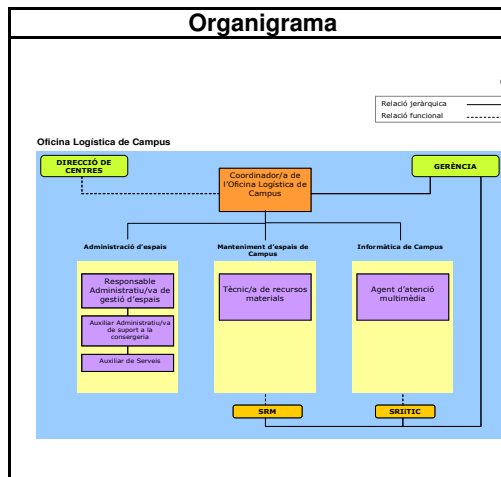 Organigrama
Relació jeràrquica
Relació funcional
Oficina Logística de Campus
DIRECCIÓ DE
CENTRES
Coordinador/a de
l'Oficina Logística de
Campus
GERÈNCIA
Administració d'espais
Manteniment d'espais de
Campus
Informàtica de Campus
Responsable
Administratiu/va de
gestió d'espais
Auxiliar Administratiu/va
de suport a la
consergeria
Auxiliar de Serveis
Tècnic/a de recursos
materials
Agent d'atenció
multimèdia
SRM
SRIiTIC